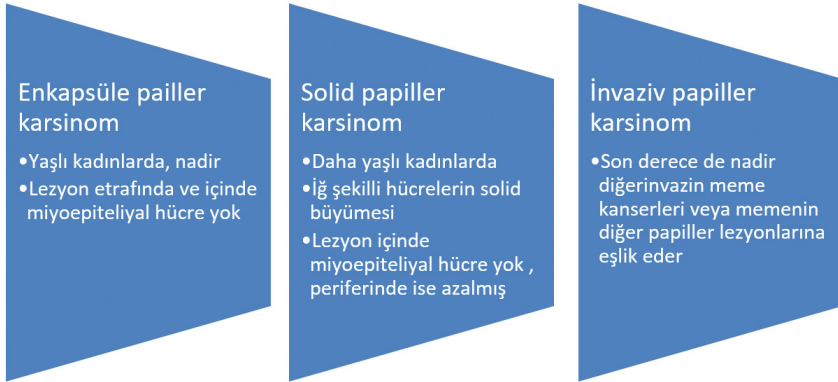 Enkapsüle pailler
karsinom
•Yaşlı kadınlarda, nadir
•Lezyon etrafında ve içinde
miyoepiteliyal hücre yok
Solid papiller
karsinom
•Daha yaşlı kadınlarda
•İğ şekilli hücrelerin solid
büyümesi
•Lezyon içinde
miyoepiteliyal hücre yok ,
periferinde ise azalmış
İnvaziv papiller
karsinom
•Son derece de nadir
diğerinvazin meme
kanserleri veya memenin
diğer papiller lezyonlarına
eşlik eder